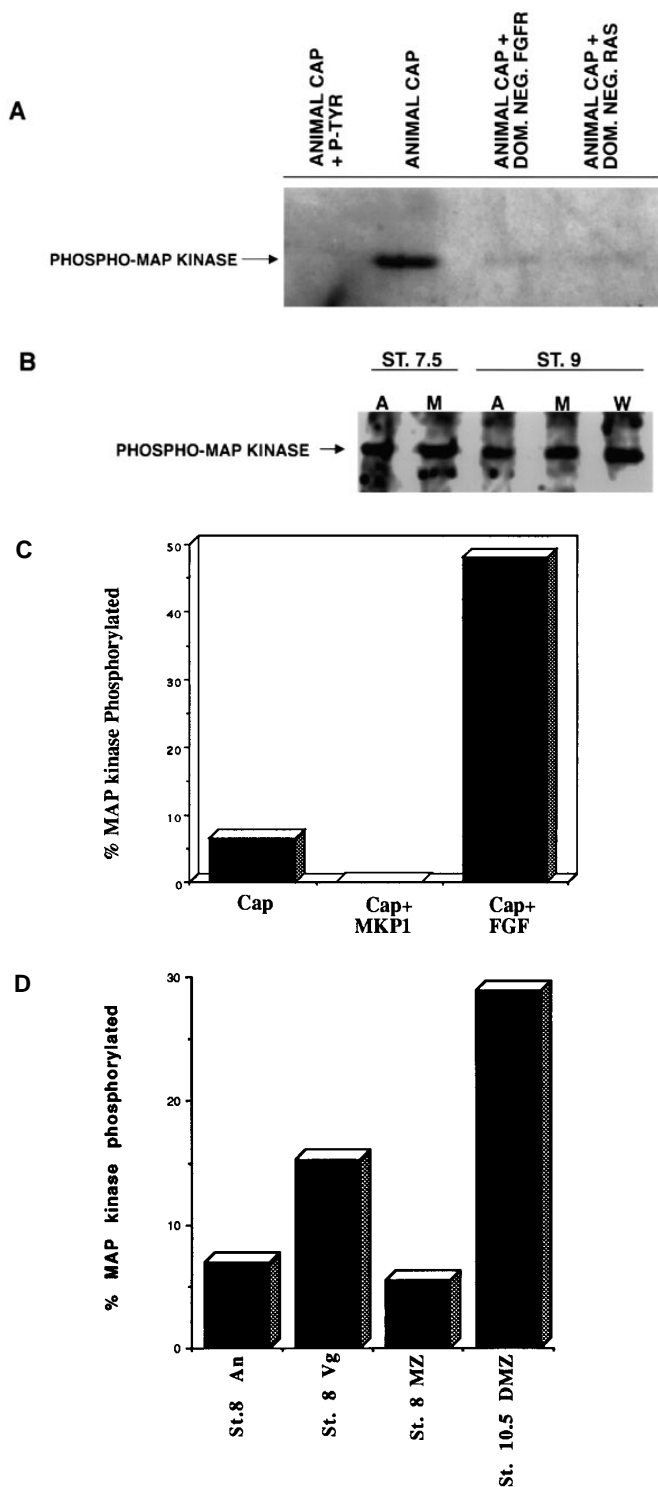 A
ANIMAL CAP
+ P-TYR
ANIMAL CAP
ANIMAL CAP +
DOM. NEG. FGFR
ANIMAL CAP +
DOM. NEG. RAS
PHOSPHO-MAP KINASE
B
ST. 7.5
ST. 9
A M A M W
PHOSPHO-MAP KINASE
C
% MAP kinase Phosphorylated
50
40
30
20
10
0
Cap
Cap+
MKP1
Cap+
FGF
D
% MAP kinase phosphorylated
30
20
10
0
St.8 An
St. 8 Vg
St. 8 MZ
St. 10.5 DMZ